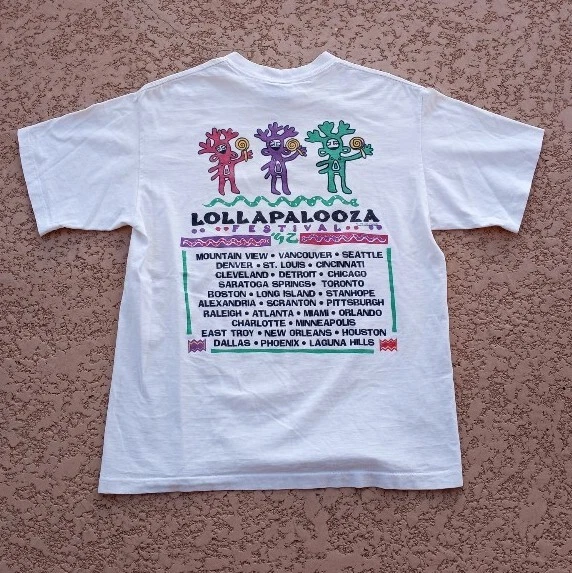 LOLLAPALOOZA
FESTIVAL
'92
MOUNTAIN VIEW • VANCOUVER • SEATTLE
DENVER • ST. LOUIS • CINCINNATI
CLEVELAND • DETROIT • CHICAGO
SARATOGA SPRINGS • TORONTO
BOSTON • LONG ISLAND • STANHOPE
ALEXANDRIA • SCRANTON • PITTSBURGH
RALEIGH • ATLANTA • MIAMI • ORLANDO
CHARLOTTE • MINNEAPOLIS
EAST TROY • NEW ORLEANS • HOUSTON
DALLAS • PHOENIX • LAGUNA HILLS